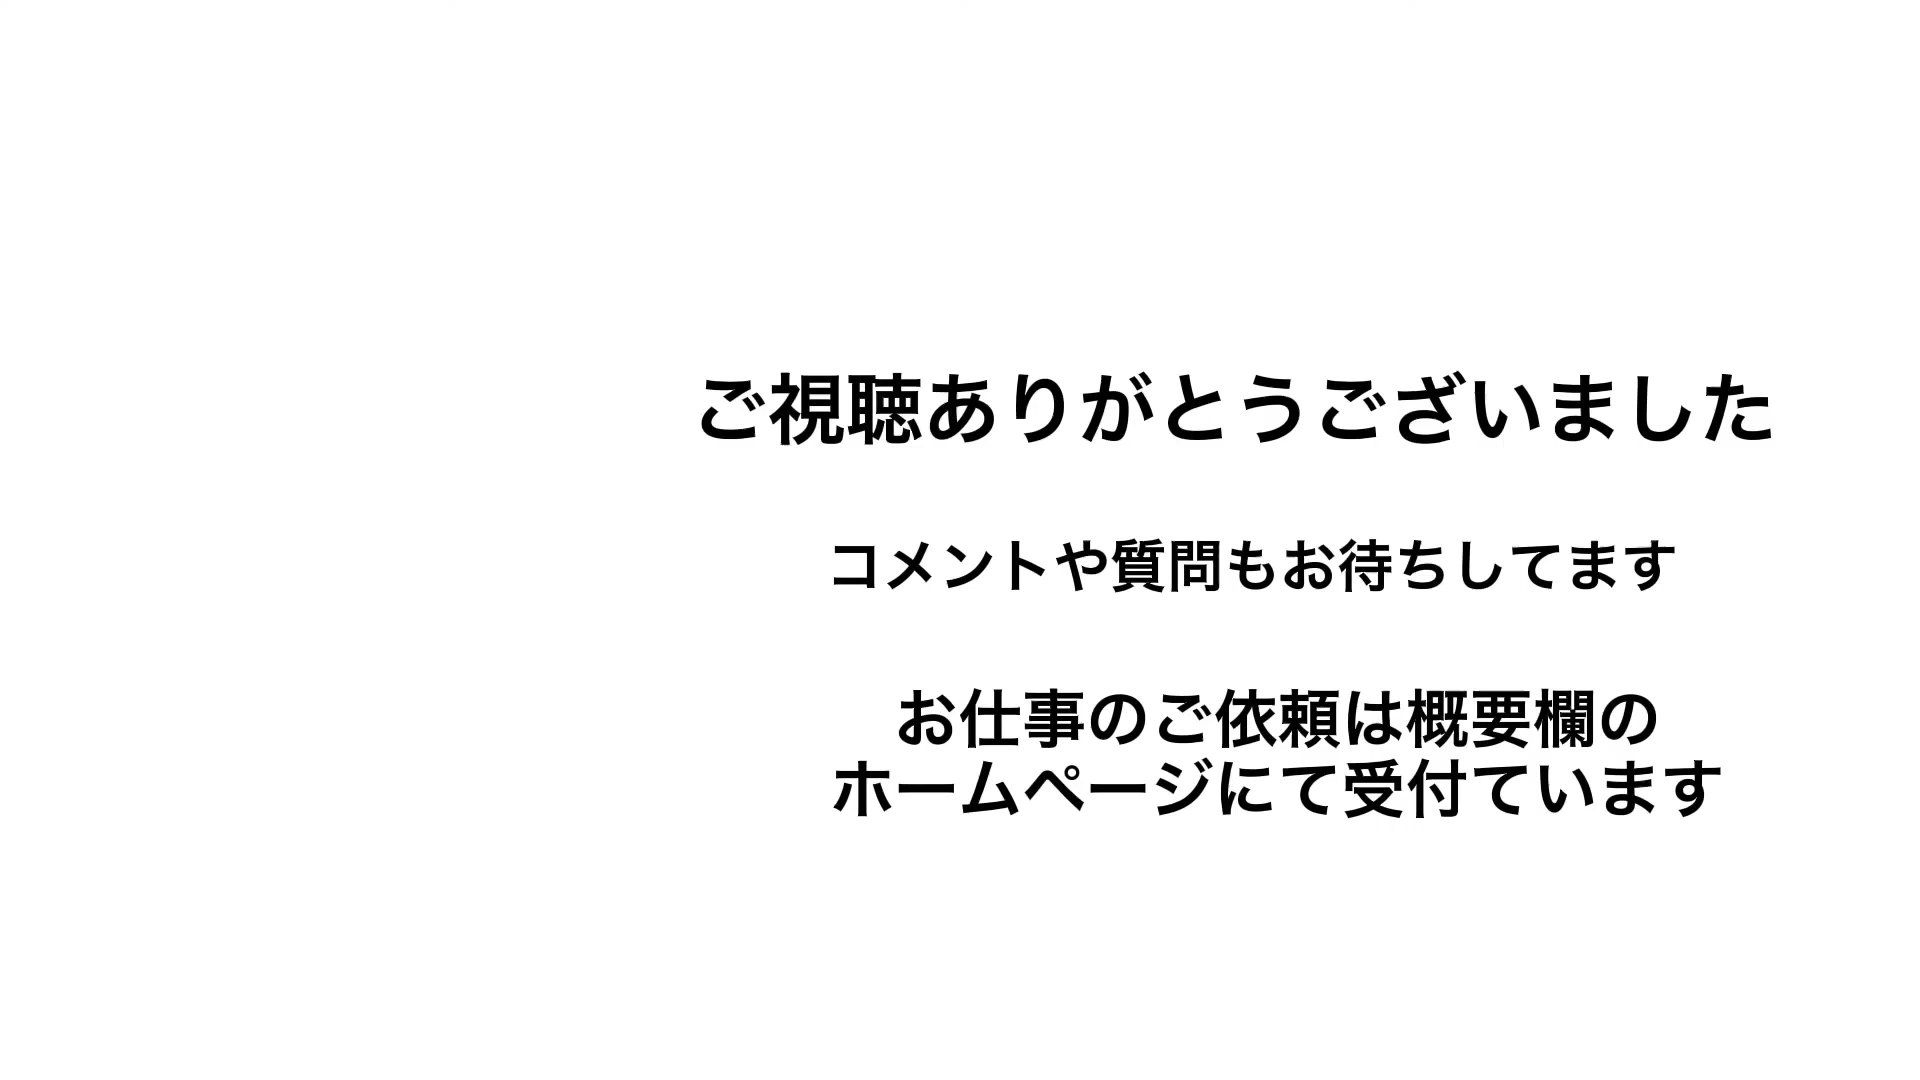 ご視聴ありがとうございました
コメントや質問もお待ちしてます
お仕事のご依頼は概要欄の
ホームページにて受付ています